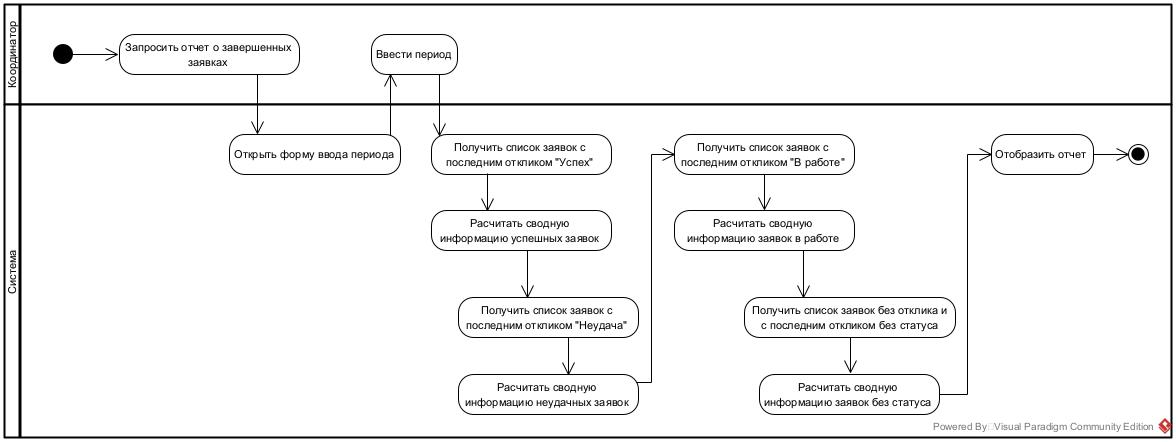 Координатор
Запросить отчет о завершенных
заявках
Ввести период
Система
Открыть форму ввода периода
Получить список заявок с
последним откликом "Успех"
Расчитать сводную
информацию успешных заявок
Получить список заявок с
последним откликом "Неудача"
Расчитать сводную
информацию неудачных заявок
Получить список заявок с
последним откликом "В работе"
Расчитать сводную
информацию заявок в работе
Получить список заявок без отклика и
с последним откликом без статуса
Расчитать сводную
информацию заявок без статуса
Отобразить отчет
Powered By Visual Paradigm Community Edition